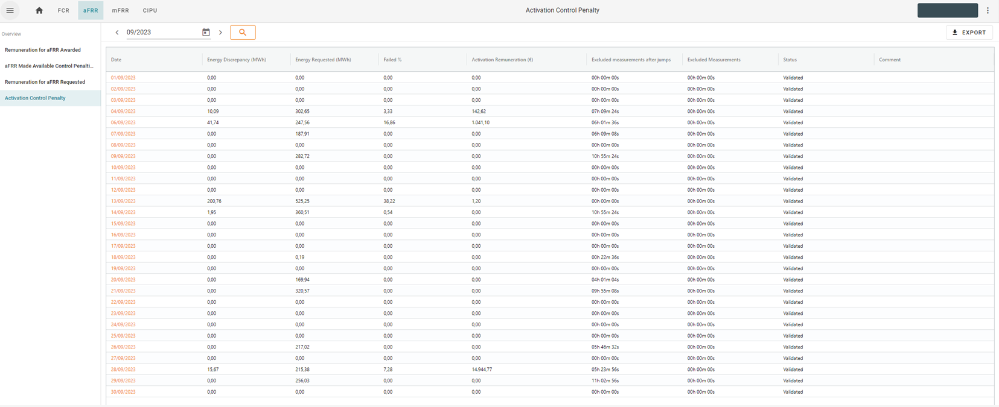 FCR aFRR mFRR CIPU Activation Control Penalty
Overview
Remuneration for aFRR Awarded
aFRR Made Available Control Penalti...
Remuneration for aFRR Requested
Activation Control Penalty
09/2023 EXPORT
Date Energy Discrepancy (MWh) Energy Requested (MWh) Failed % Activation Remuneration (€) Excluded measurements after jumps Excluded Measurements Status Comment
01/09/2023 0,00 0,00 0,00 0,00 00h 00m 00s 00h 00m 00s Validated
02/09/2023 0,00 0,00 0,00 0,00 00h 00m 00s 00h 00m 00s Validated
03/09/2023 0,00 0,00 0,00 0,00 00h 00m 00s 00h 00m 00s Validated
04/09/2023 10,09 302,65 3,33 142,62 07h 09m 24s 00h 00m 00s Validated
06/09/2023 41,74 247,56 16,86 1.041,10 06h 01m 36s 00h 00m 00s Validated
07/09/2023 0,00 187,91 0,00 0,00 06h 09m 08s 00h 00m 00s Validated
08/09/2023 0,00 0,00 0,00 0,00 00h 00m 00s 00h 00m 00s Validated
09/09/2023 0,00 282,72 0,00 0,00 10h 55m 24s 00h 00m 00s Validated
10/09/2023 0,00 0,00 0,00 0,00 00h 00m 00s 00h 00m 00s Validated
11/09/2023 0,00 0,00 0,00 0,00 00h 00m 00s 00h 00m 00s Validated
12/09/2023 0,00 0,00 0,00 0,00 00h 00m 00s 00h 00m 00s Validated
13/09/2023 200,76 525,25 38,22 1,20 00h 00m 00s 00h 00m 00s Validated
14/09/2023 1,95 360,51 0,54 0,00 10h 55m 24s 00h 00m 00s Validated
15/09/2023 0,00 0,00 0,00 0,00 00h 00m 00s 00h 00m 00s Validated
16/09/2023 0,00 0,00 0,00 0,00 00h 00m 00s 00h 00m 00s Validated
17/09/2023 0,00 0,00 0,00 0,00 00h 00m 00s 00h 00m 00s Validated
18/09/2023 0,00 0,19 0,00 0,00 00h 22m 36s 00h 00m 00s Validated
19/09/2023 0,00 0,00 0,00 0,00 00h 00m 00s 00h 00m 00s Validated
20/09/2023 0,00 169,94 0,00 0,00 04h 01m 04s 00h 00m 00s Validated
21/09/2023 0,00 320,57 0,00 0,00 09h 55m 08s 00h 00m 00s Validated
22/09/2023 0,00 0,00 0,00 0,00 00h 00m 00s 00h 00m 00s Validated
23/09/2023 0,00 0,00 0,00 0,00 00h 00m 00s 00h 00m 00s Validated
24/09/2023 0,00 0,00 0,00 0,00 00h 00m 00s 00h 00m 00s Validated
25/09/2023 0,00 0,00 0,00 0,00 00h 00m 00s 00h 00m 00s Validated
26/09/2023 0,00 217,02 0,00 0,00 05h 46m 32s 00h 00m 00s Validated
27/09/2023 0,00 0,00 0,00 0,00 00h 00m 00s 00h 00m 00s Validated
28/09/2023 15,67 215,38 7,28 14.944,77 05h 23m 56s 00h 00m 00s Validated
29/09/2023 0,00 256,03 0,00 0,00 11h 02m 56s 00h 00m 00s Validated
30/09/2023 0,00 0,00 0,00 0,00 00h 00m 00s 00h 00m 00s Validated